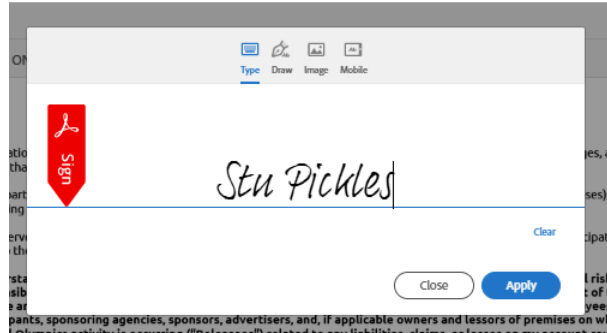 ON
Type Draw Image Mobile
Sign
Stu Pickles
Clear
Close Apply
pants, sponsoring agencies, sponsors, advertisers, and, if applicable owners and lessors of premises on